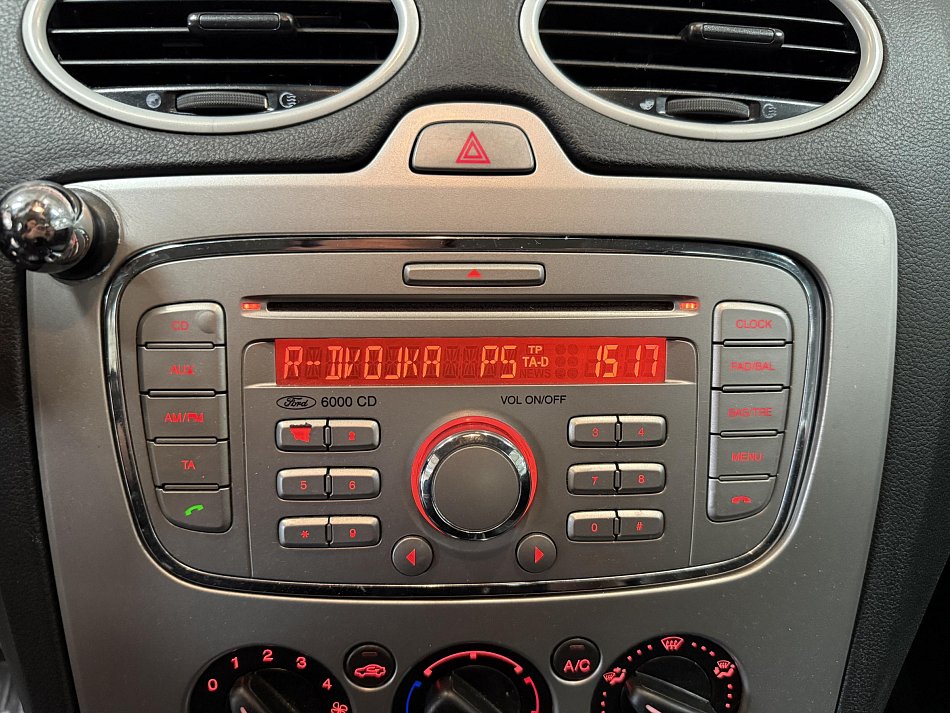 CD
AUX
AM/FM
TA
CLOCK
FAD/BAL
BAS/TRE
MENU
R-DVOJKA PS TP TA-D NEWS 15 17
Ford 6000 CD
VOL ON/OFF
2
3 4
5 6
7 8
* 9
0 #
0 1 2 3 4
A/C